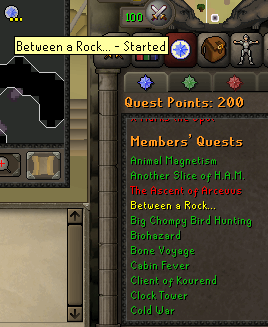 100
Between a Rock... - Started
Quest Points: 200
Members' Quests
Animal Magnetism
Another Slice of H.A.M.
The Ascent of Arceuus
Between a Rock...
Big Chompy Bird Hunting
Biohazard
Bone Voyage
Cabin Fever
Client of Kourend
Clock Tower
Cold War